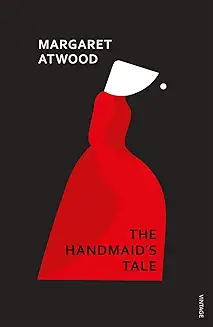 MARGARET
ATWOOD
THE
HANDMAID'S
TALE
VINTAGE